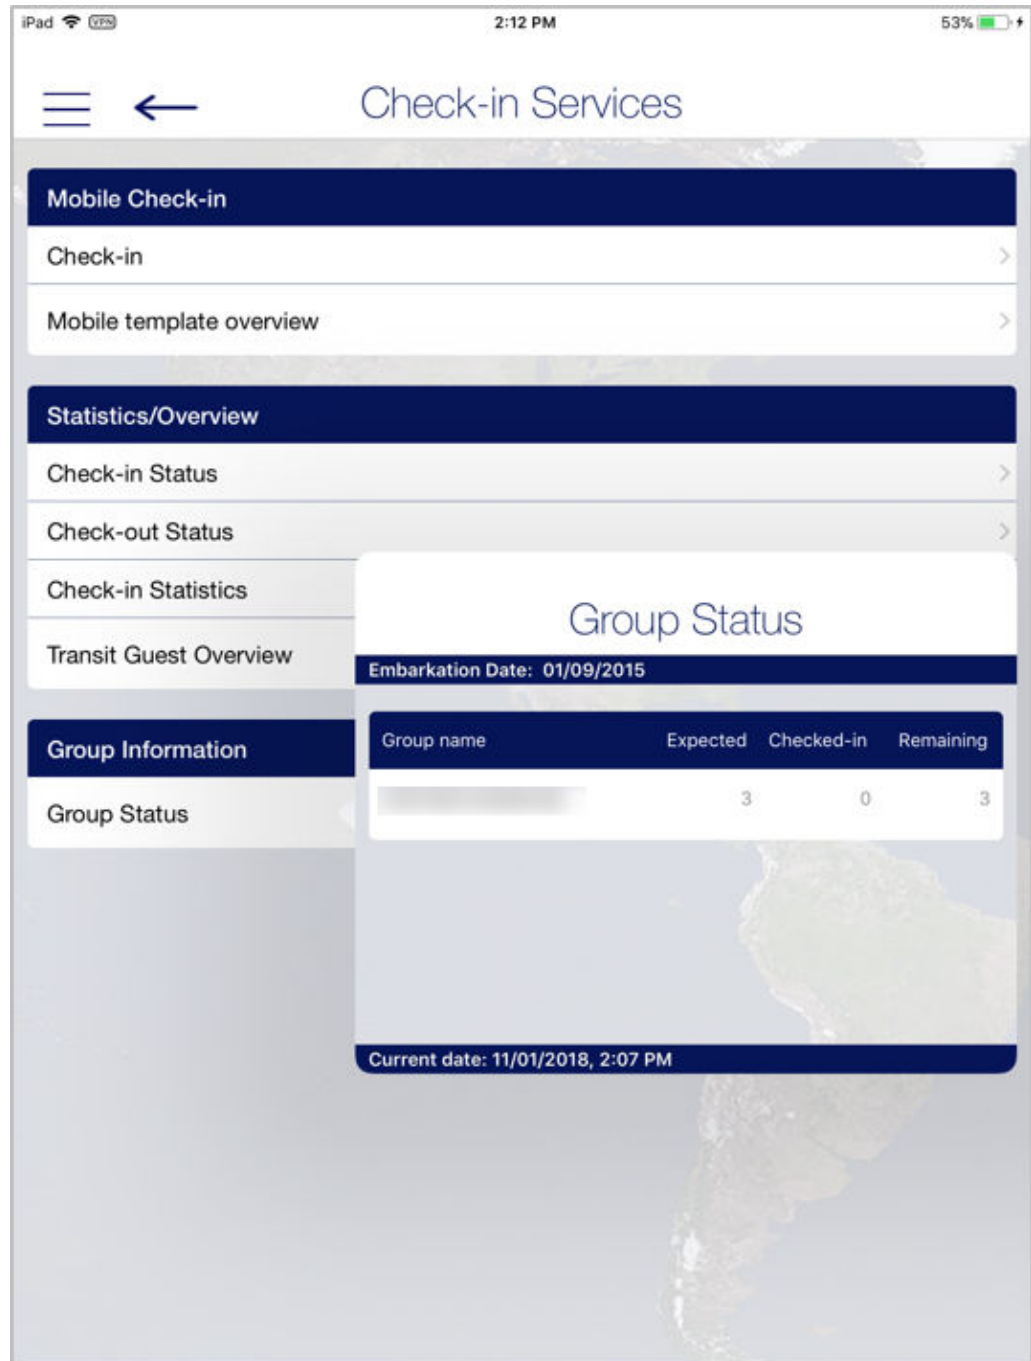 iPad VPN 2:12 PM 53%
Check-in Services
Mobile Check-in
Check-in
Mobile template overview
Statistics/Overview
Check-in Status
Check-out Status
Check-in Statistics
Transit Guest Overview
Group Information
Group Status
Group Status
Embarkation Date: 01/09/2015
Group name Expected Checked-in Remaining
3 0 3
Current date: 11/01/2018, 2:07 PM